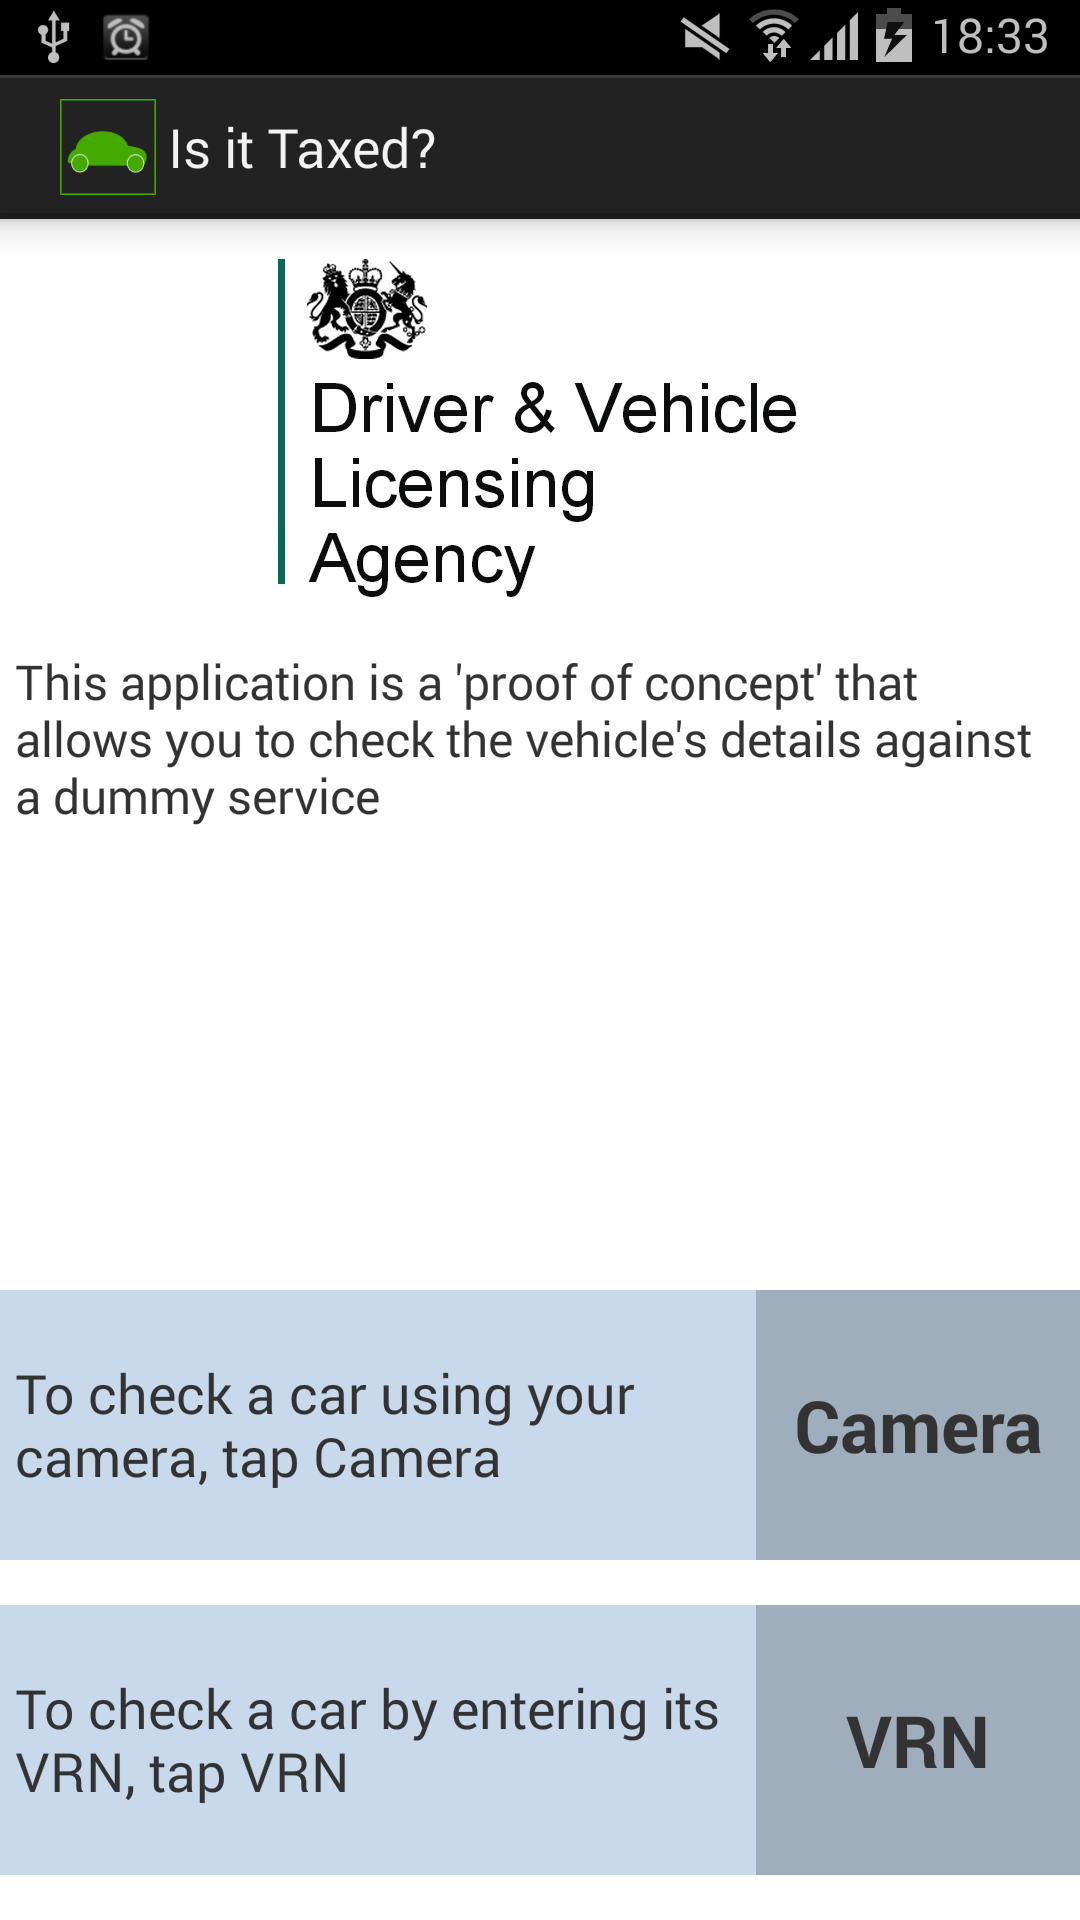 18:33
Is it Taxed?
Driver & Vehicle
Licensing
Agency
This application is a 'proof of concept' that
allows you to check the vehicle's details against
a dummy service
To check a car using your
camera, tap Camera
Camera
To check a car by entering its
VRN, tap VRN
VRN